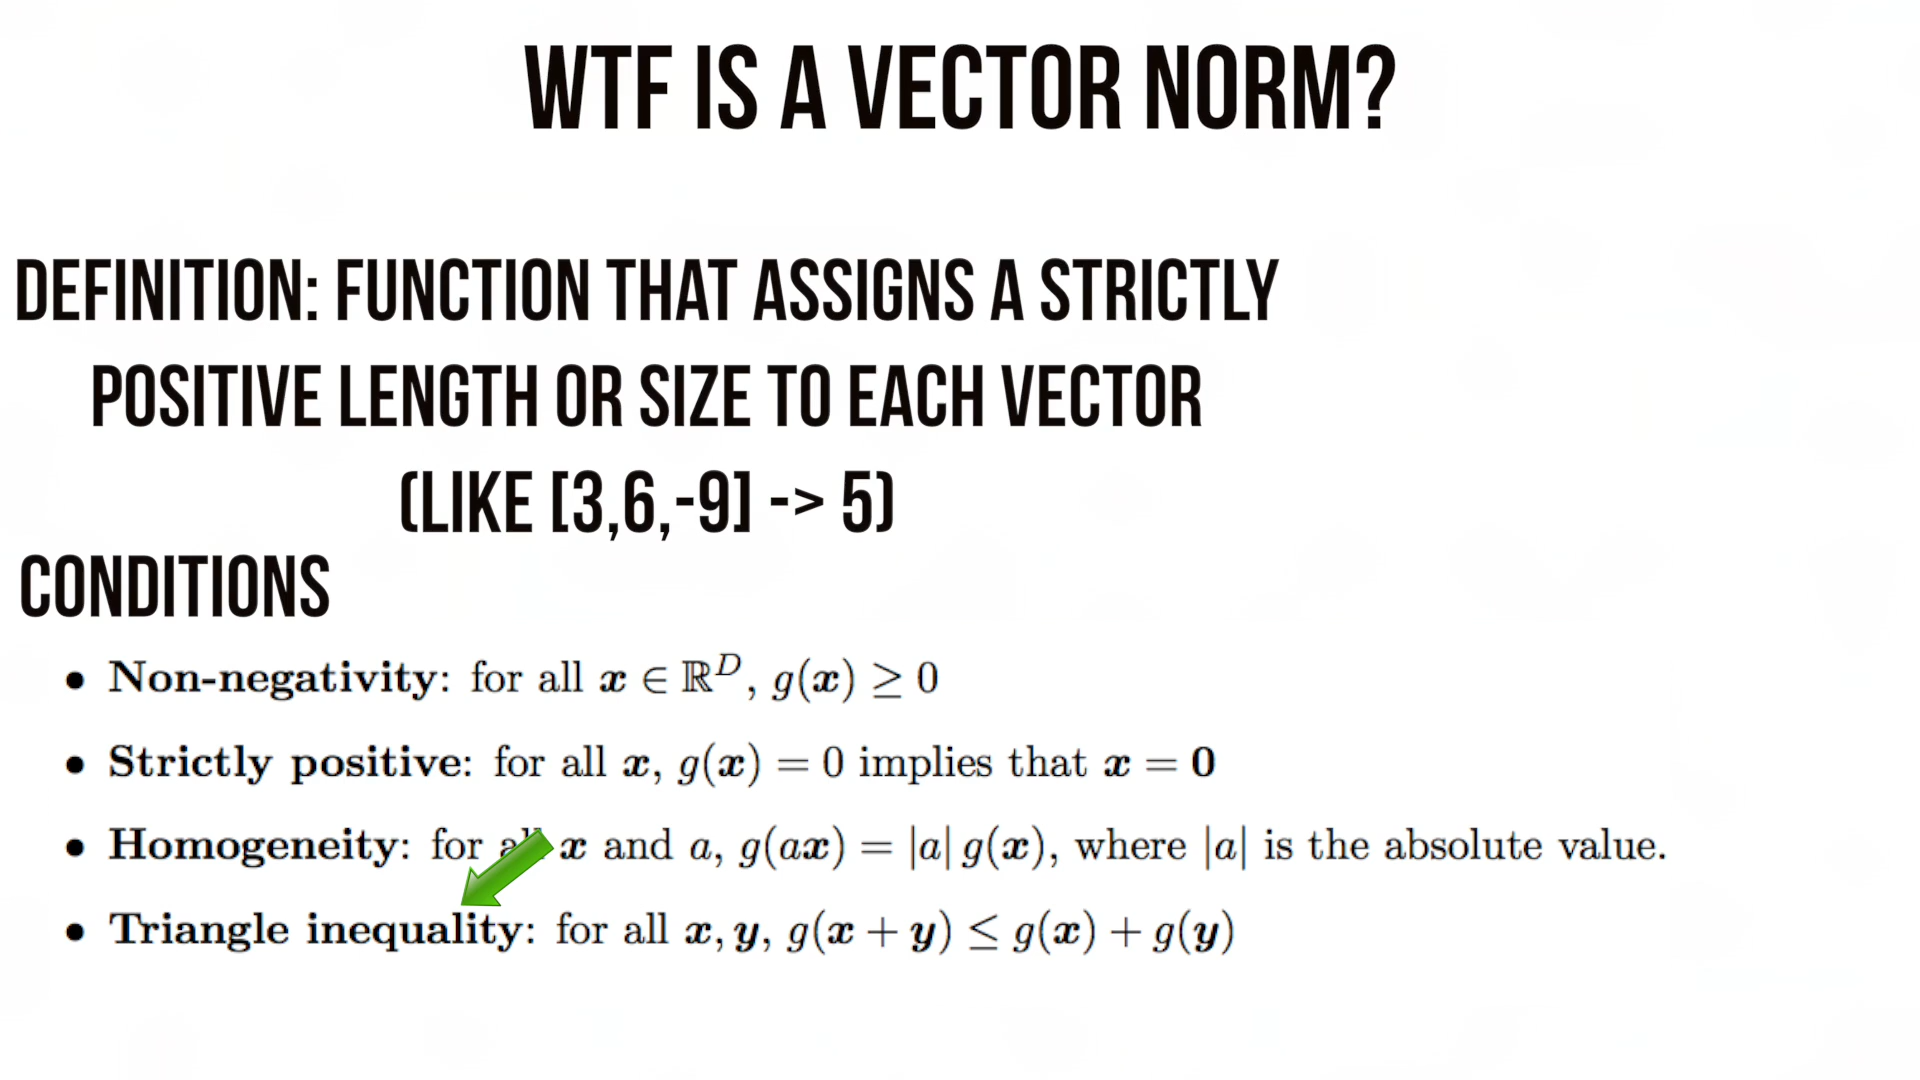 WTF IS A VECTOR NORM?
DEFINITION: FUNCTION THAT ASSIGNS A STRICTLY
POSITIVE LENGTH OR SIZE TO EACH VECTOR
(LIKE [3,6,-9] -> 5)
CONDITIONS
• Non-negativity: for all x ∈ ℝᴰ, g(x) ≥ 0
• Strictly positive: for all x, g(x) = 0 implies that x = 0
• Homogeneity: for all x and a, g(ax) = |a| g(x), where |a| is the absolute value.
• Triangle inequality: for all x, y, g(x + y) ≤ g(x) + g(y)